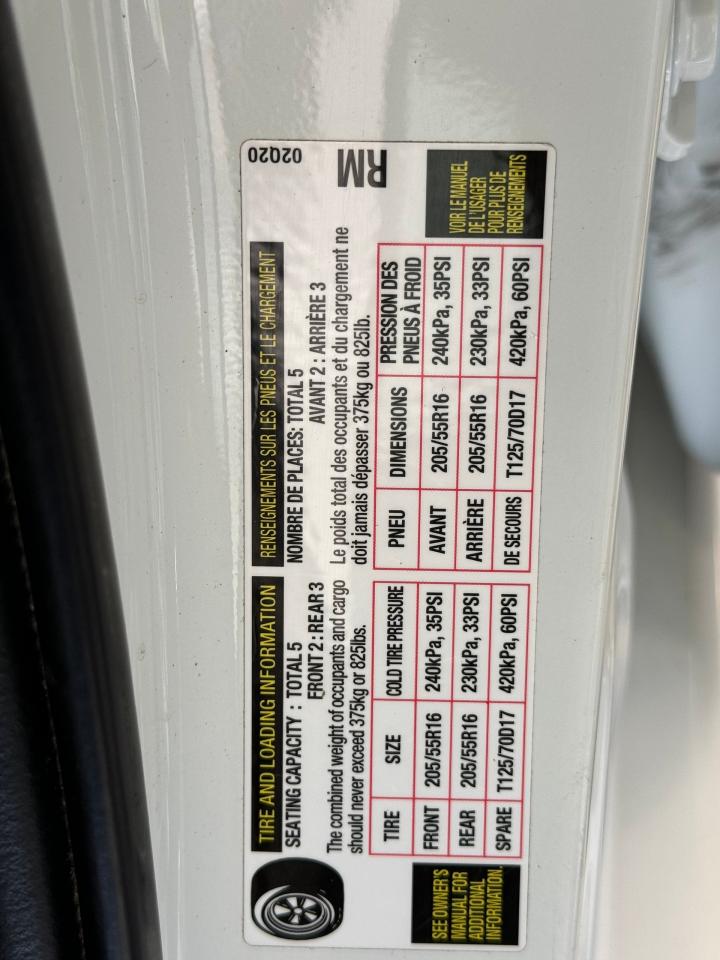 TIRE AND LOADING INFORMATION
SEATING CAPACITY : TOTAL 5
FRONT 2 : REAR 3
The combined weight of occupants and cargo
should never exceed 375kg or 825lbs.
TIRE SIZE COLD TIRE PRESSURE
FRONT 205/55R16 240kPa, 35PSI
REAR 205/55R16 230kPa, 33PSI
SPARE T125/70D17 420kPa, 60PSI
SEE OWNER'S
MANUAL FOR
ADDITIONAL
INFORMATION.
RENSEIGNEMENTS SUR LES PNEUS ET LE CHARGEMENT
NOMBRE DE PLACES: TOTAL 5
AVANT 2 : ARRIÈRE 3
Le poids total des occupants et du chargement ne
doit jamais dépasser 375kg ou 825lb.
PNEU DIMENSIONS PRESSION DES
PNEUS À FROID
AVANT 205/55R16 240kPa, 35PSI
ARRIÈRE 205/55R16 230kPa, 33PSI
DE SECOURS T125/70D17 420kPa, 60PSI
VOIR LE MANUEL
DE L'USAGER
POUR PLUS DE
RENSEIGNEMENTS
02Q20
RM